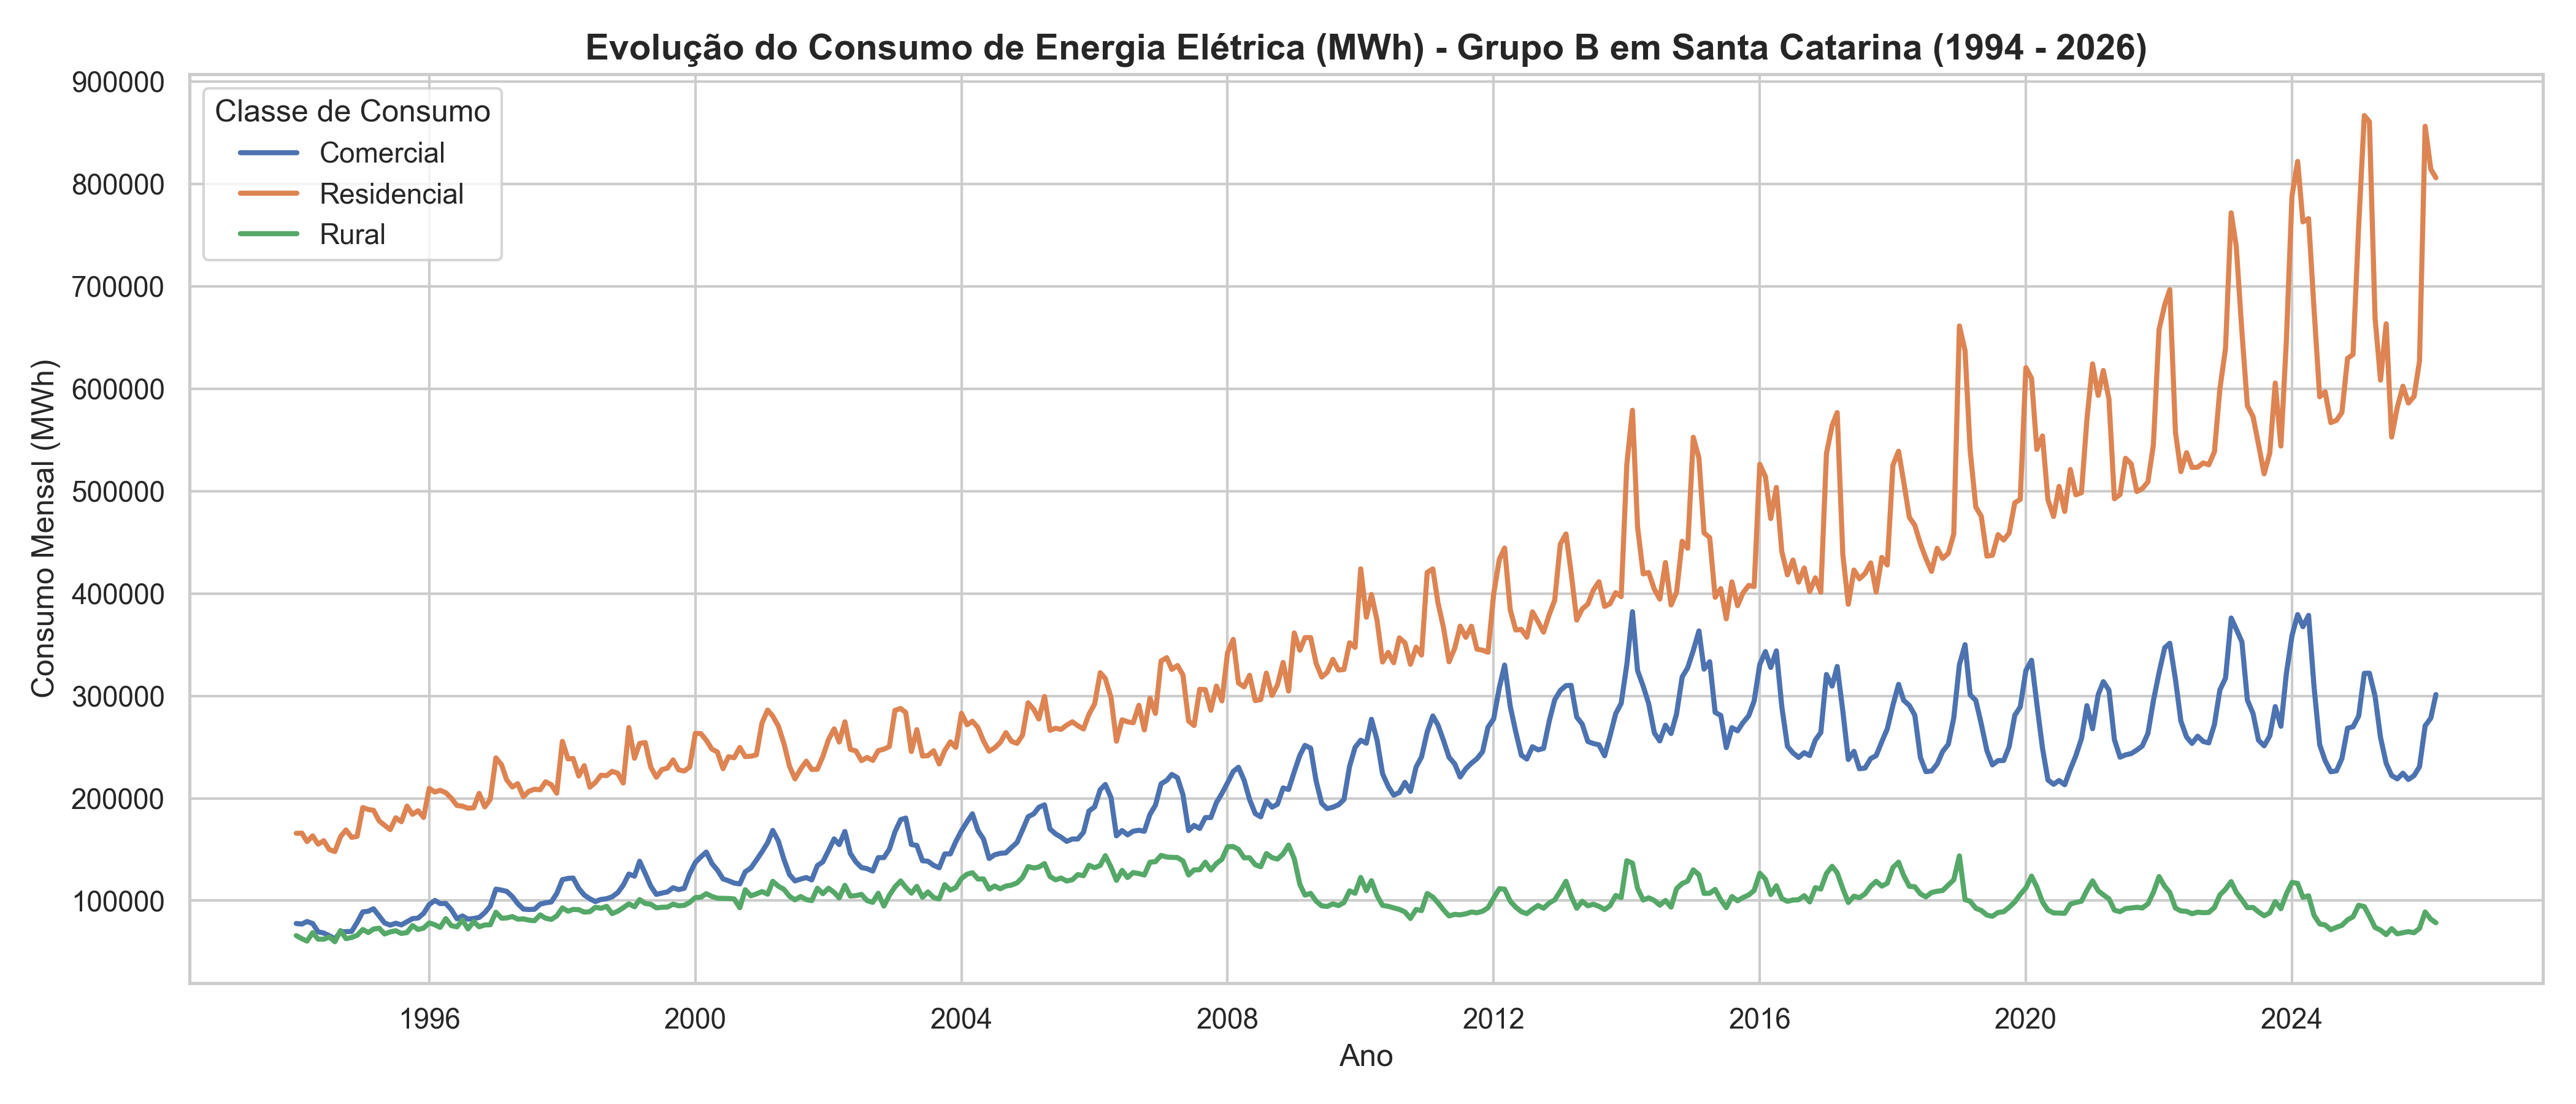 Evolução do Consumo de Energia Elétrica (MWh) - Grupo B em Santa Catarina (1994 - 2026)
Classe de Consumo
Comercial
Residencial
Rural
Consumo Mensal (MWh)
900000
800000
700000
600000
500000
400000
300000
200000
100000
1996 2000 2004 2008 2012 2016 2020 2024
Ano